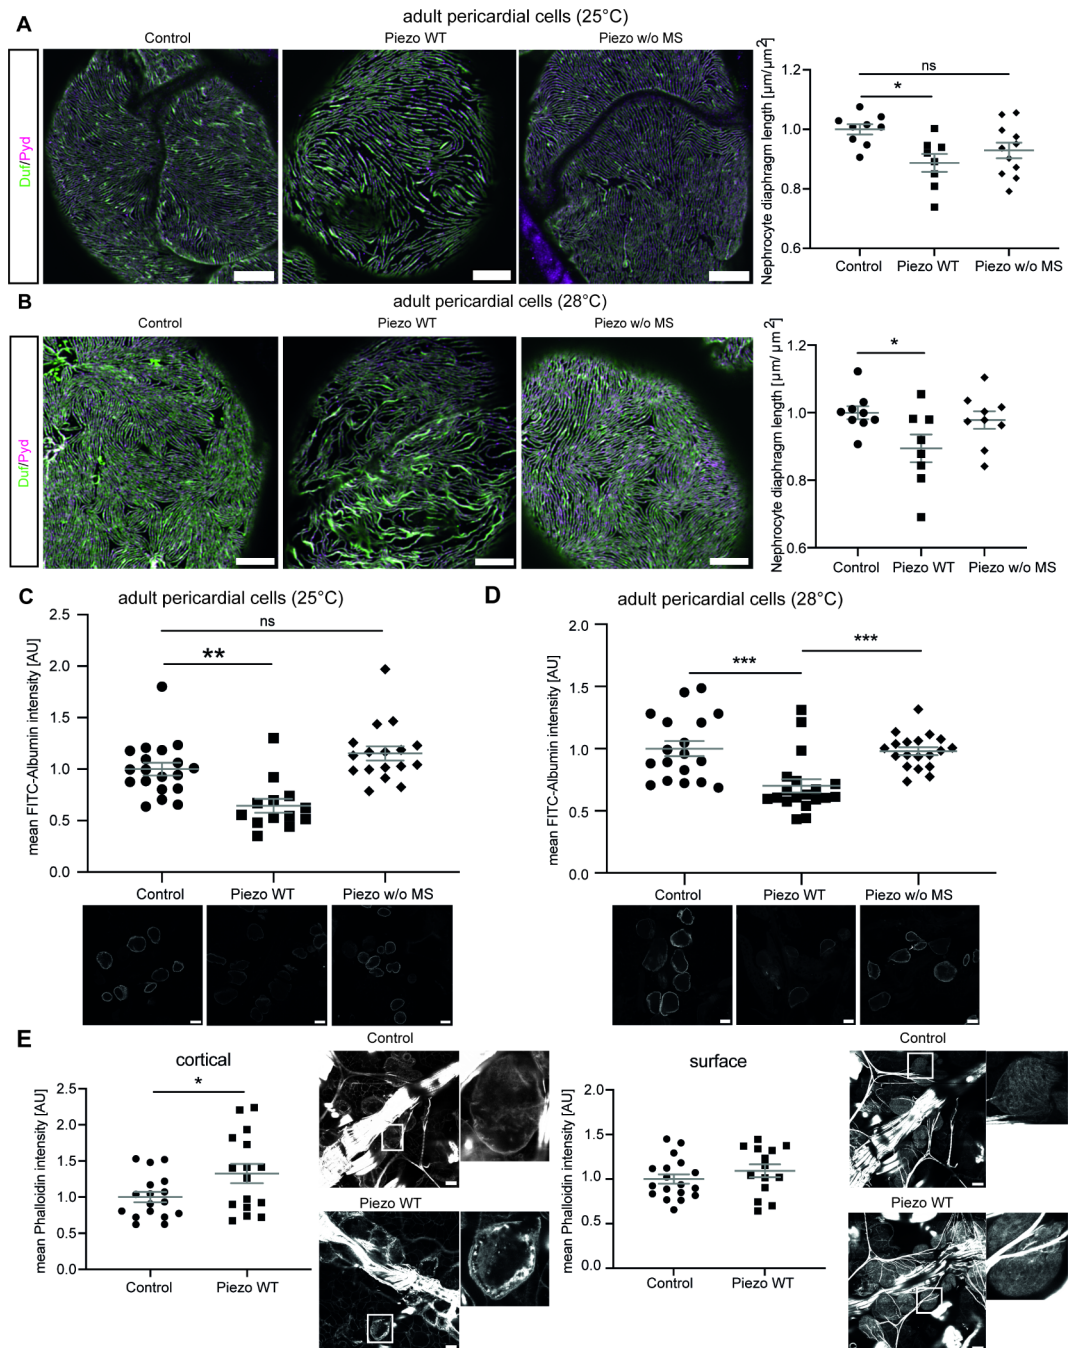 A
adult pericardial cells (25°C)
Control
Piezo WT
Piezo w/o MS
Duf/Pyd
Nephrocyte diaphragm length [µm/µm²]
1.2
1.0
0.8
0.6
ns
*
Control
Piezo WT
Piezo w/o MS
B
adult pericardial cells (28°C)
Control
Piezo WT
Piezo w/o MS
Duf/Pyd
Nephrocyte diaphragm length [µm/ µm²]
1.2
1.0
0.8
0.6
*
Control
Piezo WT
Piezo w/o MS
C
adult pericardial cells (25°C)
mean FITC-Albumin intensity [AU]
2.5
2.0
1.5
1.0
0.5
0.0
ns
**
Control
Piezo WT
Piezo w/o MS
D
adult pericardial cells (28°C)
mean FITC-Albumin intensity [AU]
2.0
1.5
1.0
0.5
0.0
***
***
Control
Piezo WT
Piezo w/o MS
E
cortical
mean Phalloidin intensity [AU]
2.5
2.0
1.5
1.0
0.5
0.0
*
Control
Piezo WT
Control
Piezo WT
surface
mean Phalloidin intensity [AU]
2.0
1.5
1.0
0.5
0.0
Control
Piezo WT
Control
Piezo WT